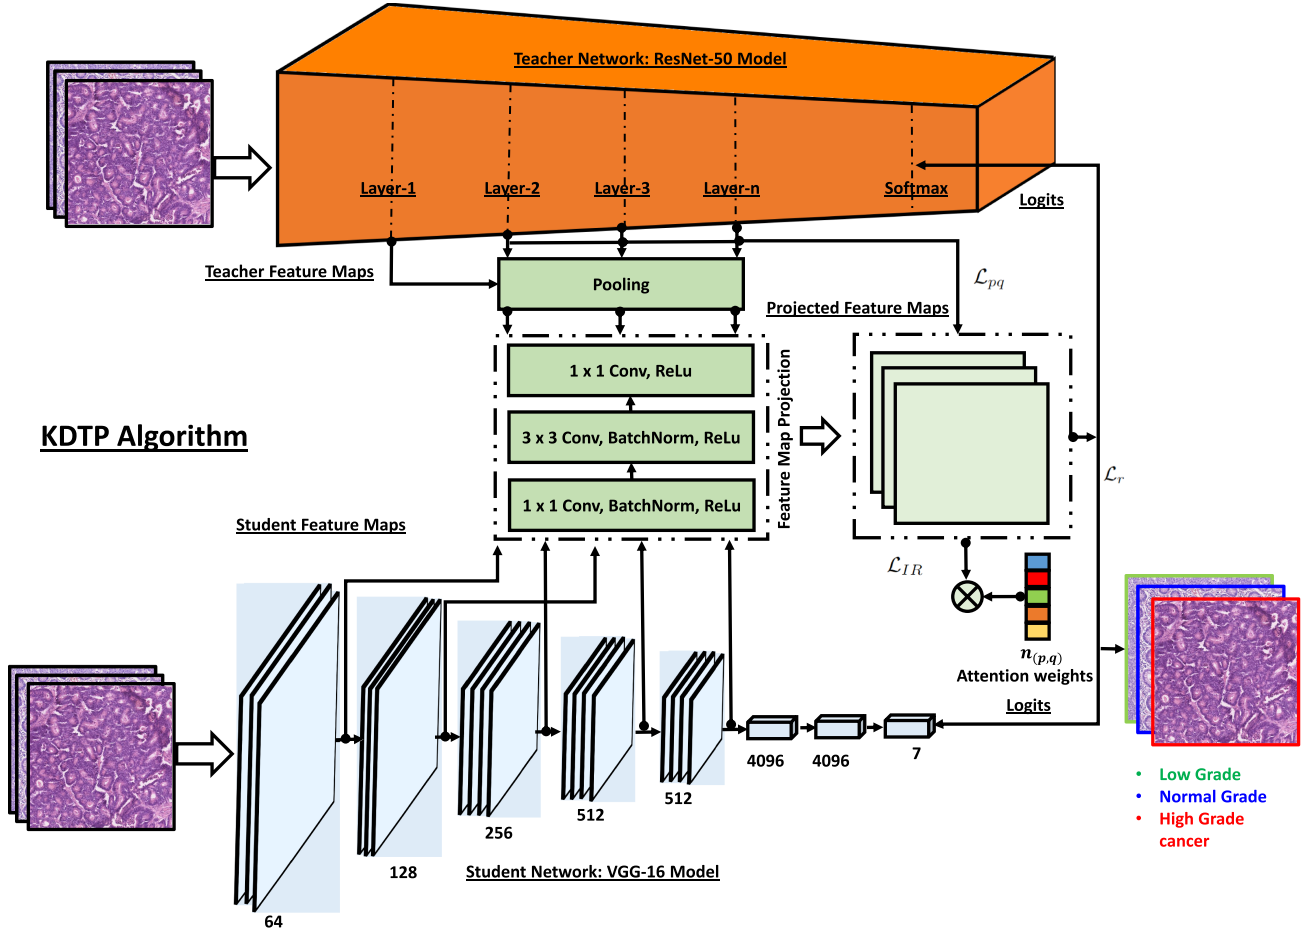 Teacher Network: ResNet-50 Model
Layer-1
Layer-2
Layer-3
Layer-n
Softmax
Logits
Teacher Feature Maps
Pooling
ℒpq
Projected Feature Maps
1 x 1 Conv, ReLu
3 x 3 Conv, BatchNorm, ReLu
1 x 1 Conv, BatchNorm, ReLu
Feature Map Projection
KDTP Algorithm
ℒr
Student Feature Maps
ℒIR
n(p,q)
Attention weights
Logits
4096
4096
7
512
512
256
128
64
Student Network: VGG-16 Model
• Low Grade
• Normal Grade
• High Grade
cancer